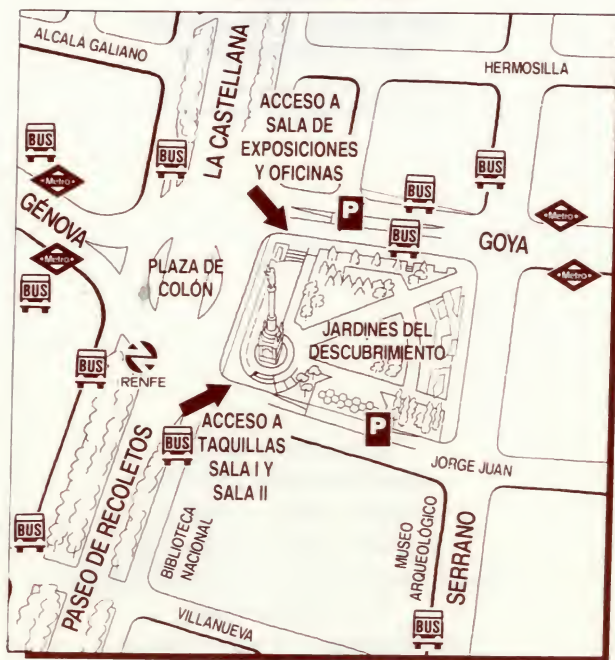 ALCALA GALIANO
LA CASTELLANA
HERMOSILLA
ACCESO A
SALA DE
EXPOSICIONES
Y OFICINAS
BUS
BUS
BUS
BUS
BUS
Metro
Metro
P
GÉNOVA
GOYA
Metro
Metro
BUS
PLAZA DE
COLÓN
JARDINES DEL
DESCUBRIMIENTO
BUS
RENFE
ACCESO A
TAQUILLAS
SALA I Y
SALA II
BUS
P
JORGE JUAN
PASEO DE RECOLETOS
BIBLIOTECA
NACIONAL
MUSEO
ARQUEOLÓGICO
SERRANO
BUS
VILLANUEVA
BUS